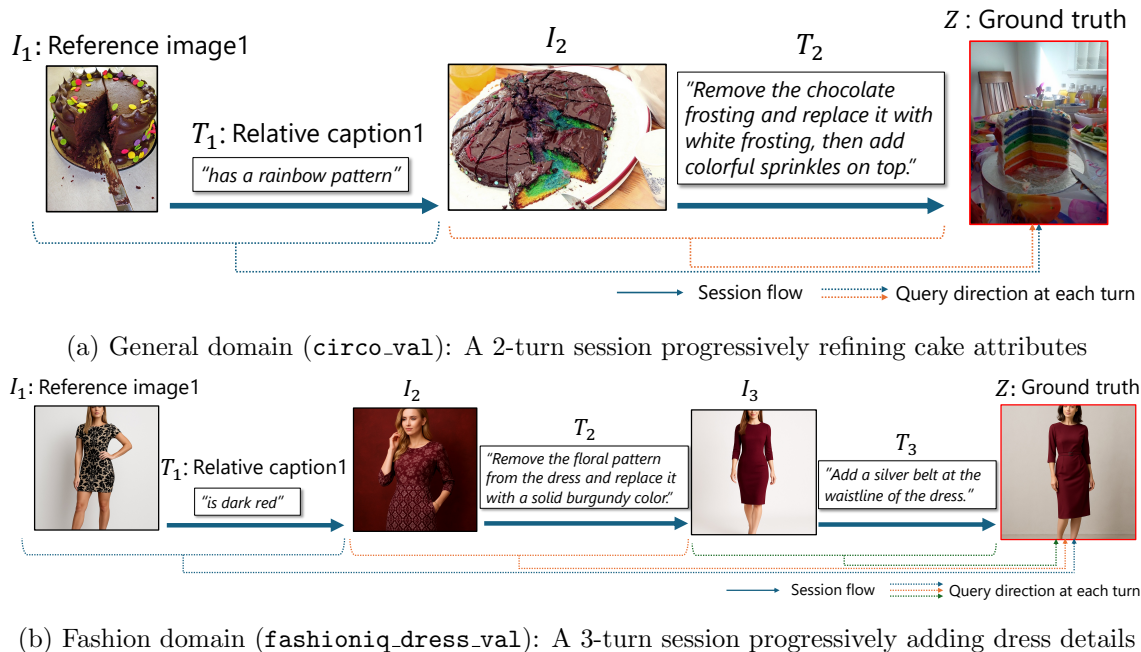 I₁: Reference image1
T₁: Relative caption1
"has a rainbow pattern"
I₂
T₂
"Remove the chocolate
frosting and replace it with
white frosting, then add
colorful sprinkles on top."
Z : Ground truth
Session flow
Query direction at each turn
(a) General domain (circo_val): A 2-turn session progressively refining cake attributes
I₁: Reference image1
T₁: Relative caption1
"is dark red"
I₂
T₂
"Remove the floral pattern
from the dress and replace it
with a solid burgundy color."
I₃
T₃
"Add a silver belt at the
waistline of the dress."
Z: Ground truth
Session flow
Query direction at each turn
(b) Fashion domain (fashioniq_dress_val): A 3-turn session progressively adding dress details